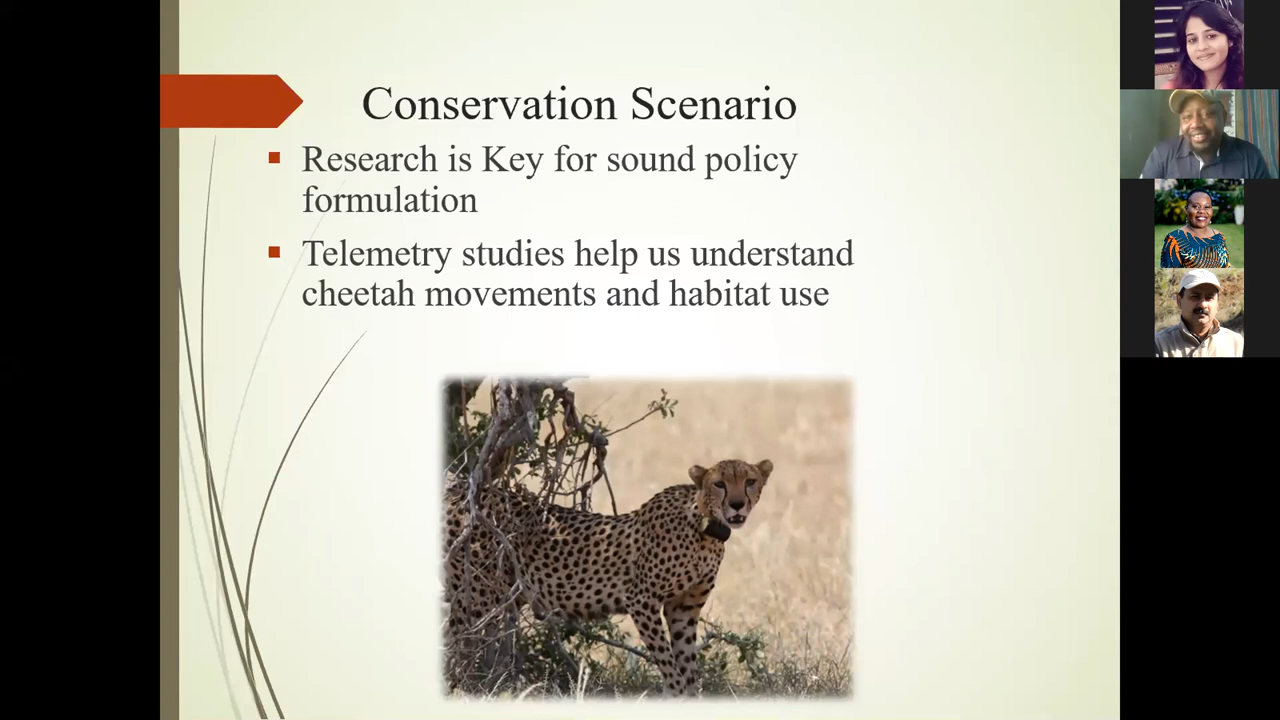 Conservation Scenario
Research is Key for sound policy
formulation
Telemetry studies help us understand
cheetah movements and habitat use